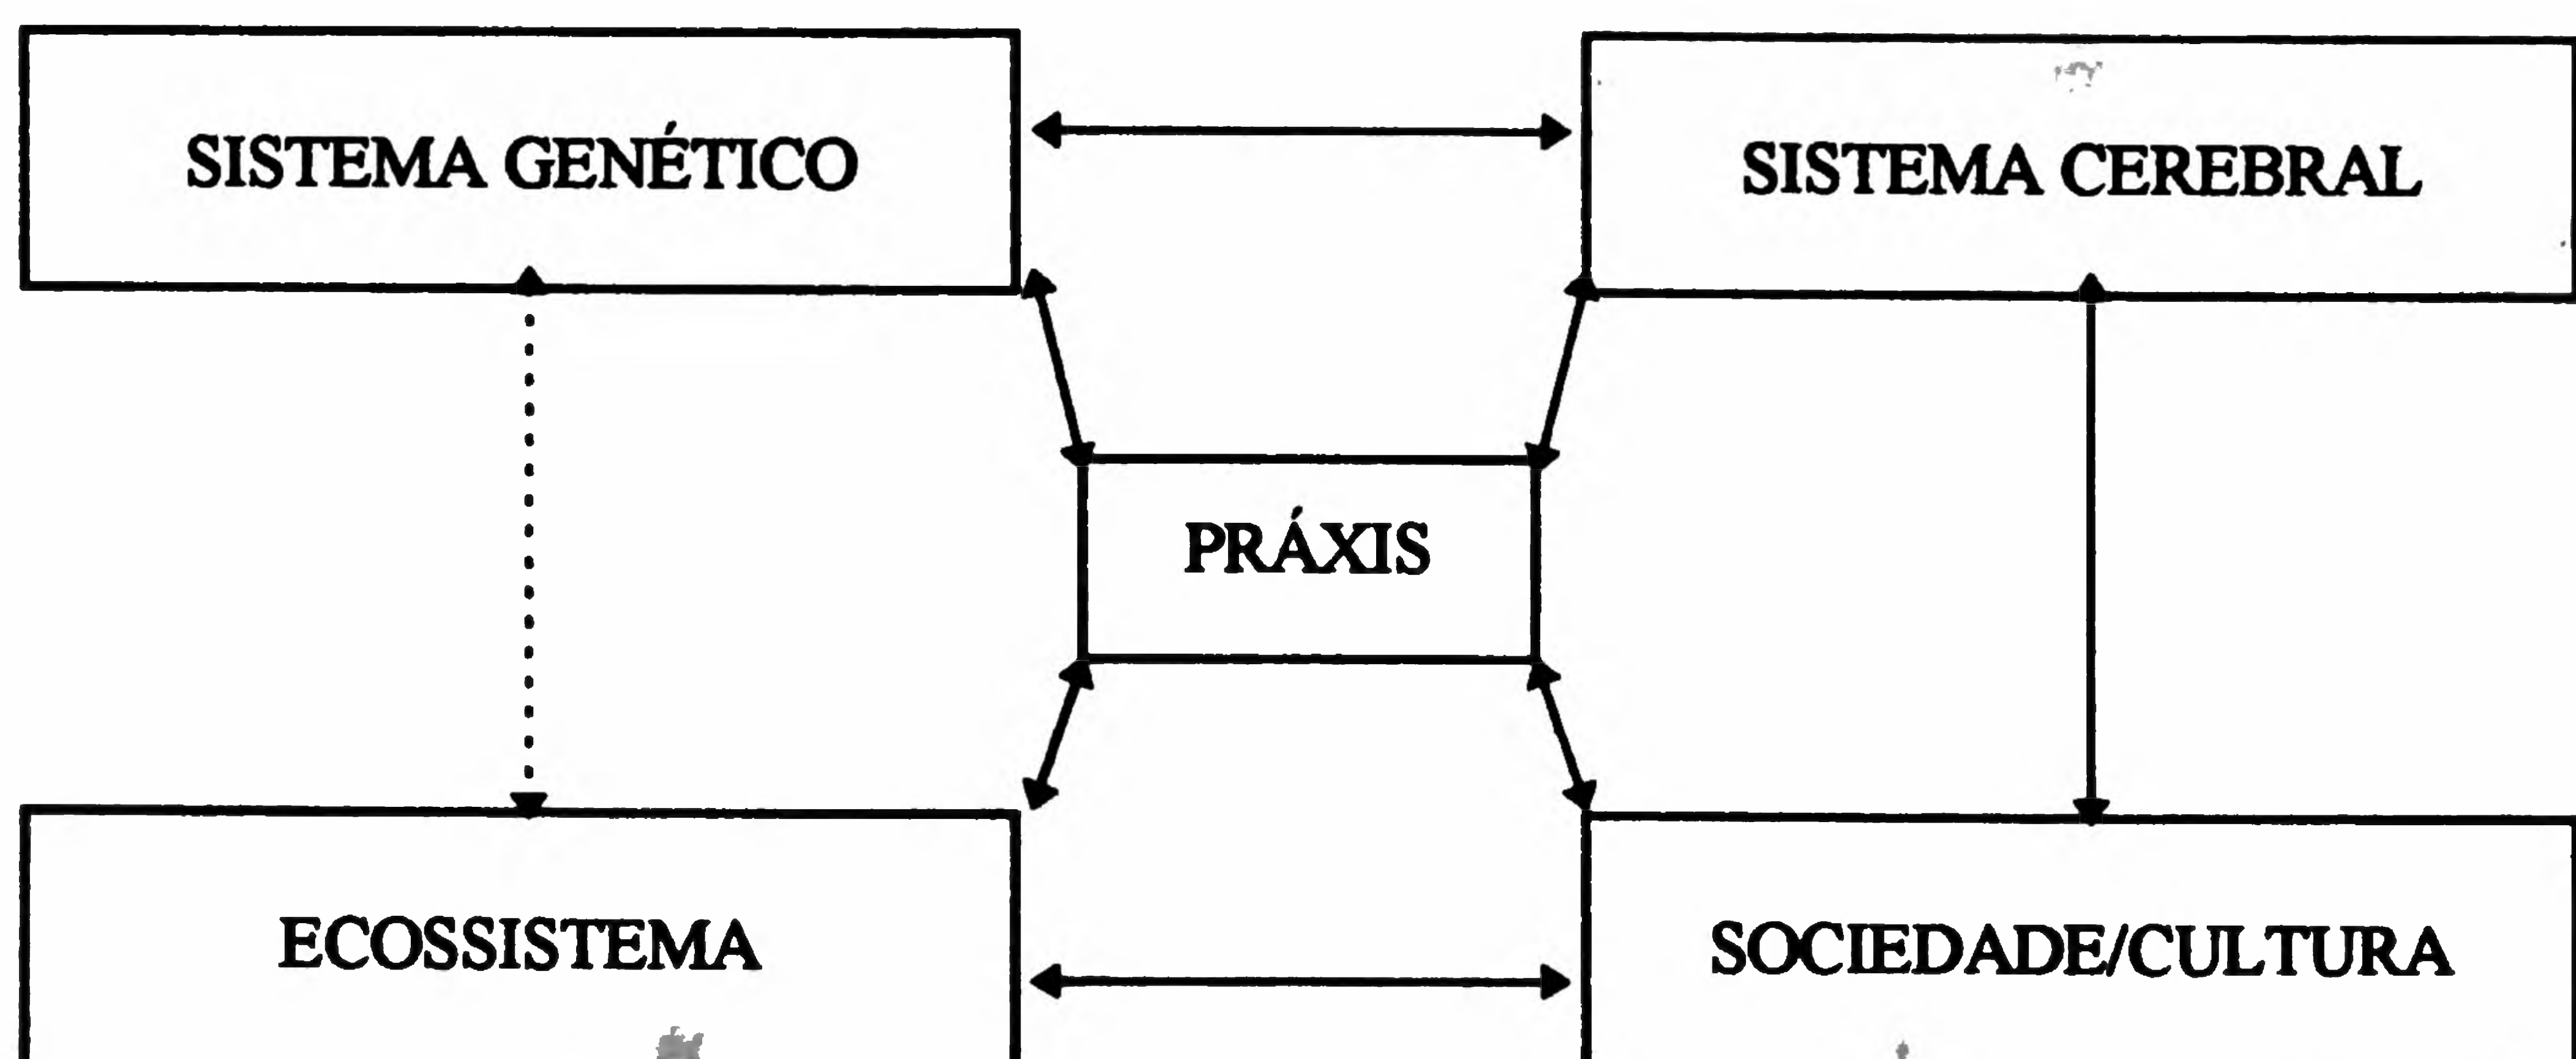 SISTEMA GENÉTICO
SISTEMA CEREBRAL
PRÁXIS
ECOSSISTEMA
SOCIEDADE/CULTURA